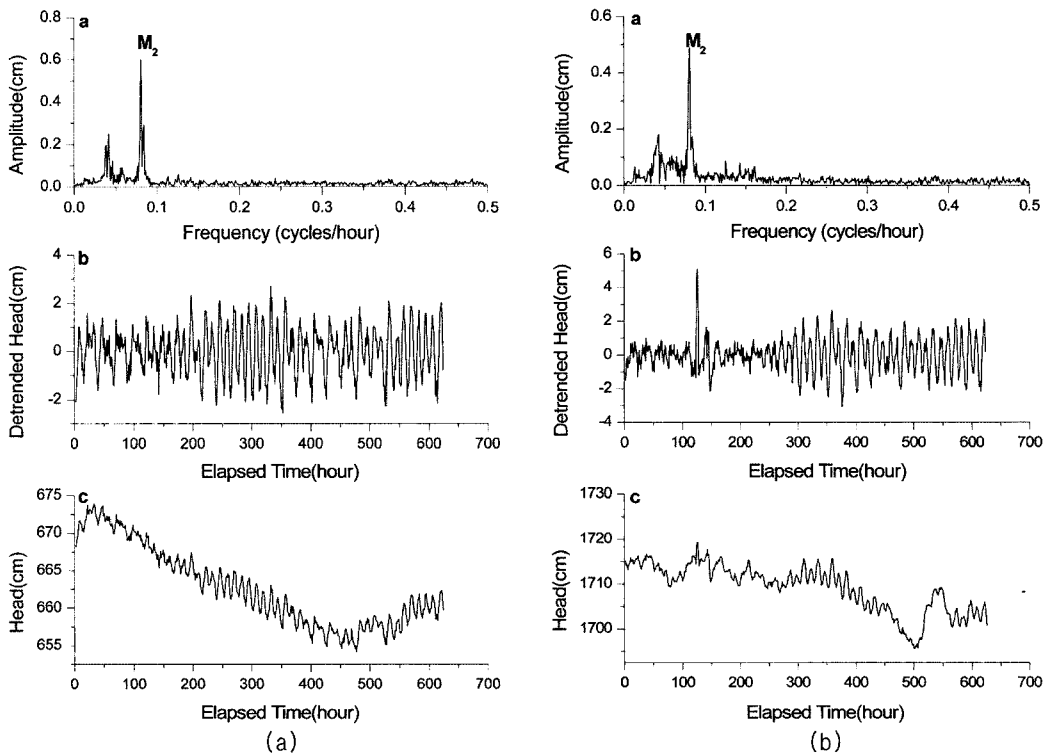 a
M2
Amplitude(cm)
0.8
0.6
0.4
0.2
0.0
0.0 0.1 0.2 0.3 0.4 0.5
Frequency (cycles/hour)
b
Detrended Head(cm)
4
2
0
-2
0 100 200 300 400 500 600 700
Elapsed Time(hour)
c
Head(cm)
675
670
665
660
655
0 100 200 300 400 500 600 700
Elapsed Time(hour)
(a)
a
M2
Amplitude(cm)
0.6
0.4
0.2
0.0
0.0 0.1 0.2 0.3 0.4 0.5
Frequency (cycles/hour)
b
Detrended Head(cm)
6
4
2
0
-2
-4
0 100 200 300 400 500 600 700
Elapsed Time(hour)
c
Head(cm)
1730
1720
1710
1700
0 100 200 300 400 500 600 700
Elapsed Time(hour)
(b)